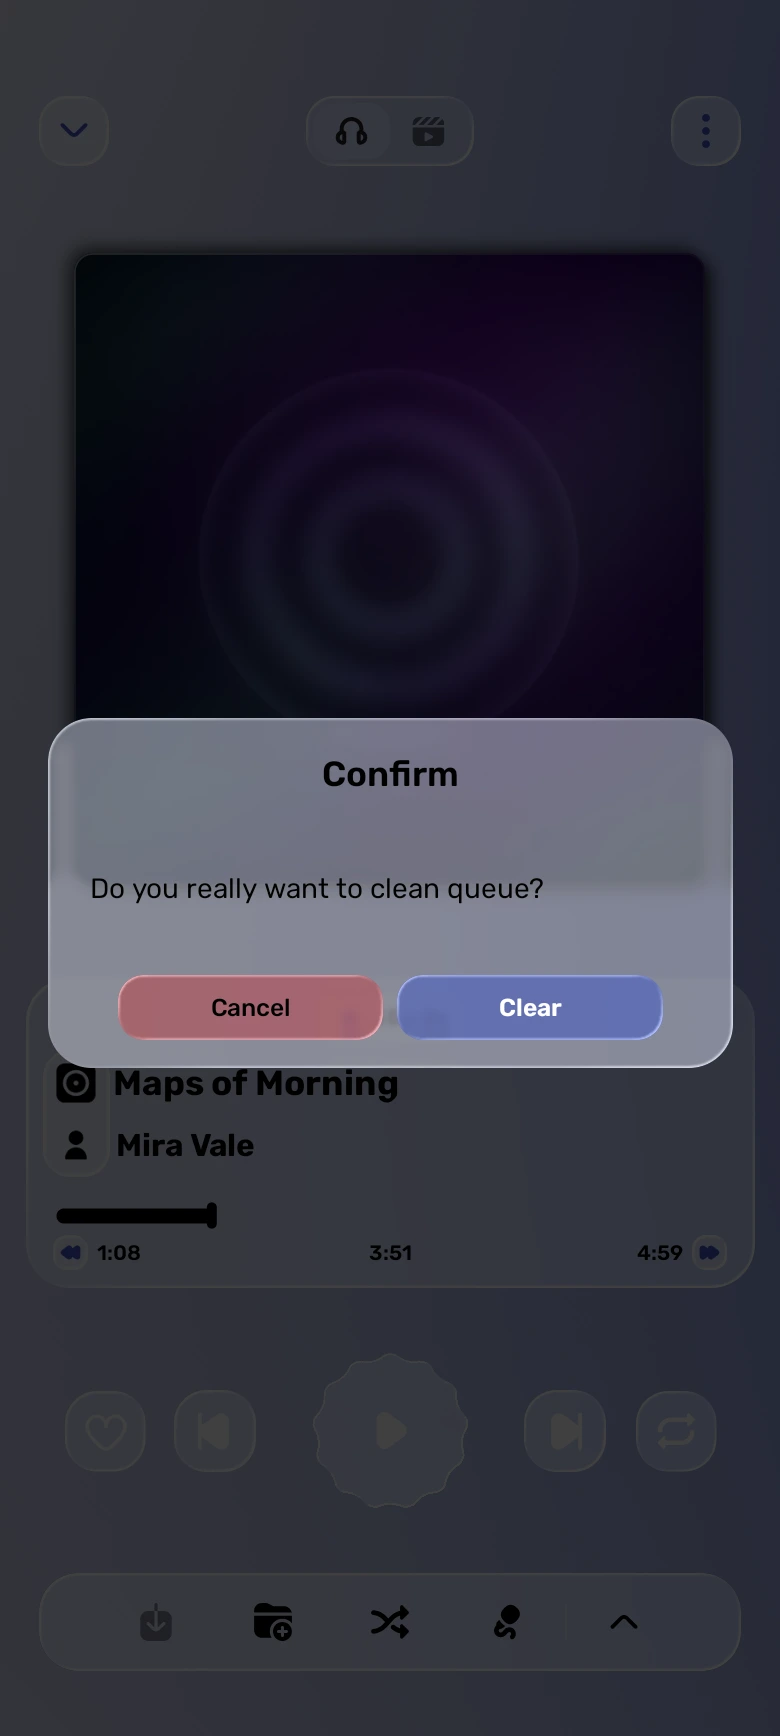 Confirm
Do you really want to clean queue?
Cancel
Clear
Maps of Morning
Mira Vale
1:08
3:51
4:59